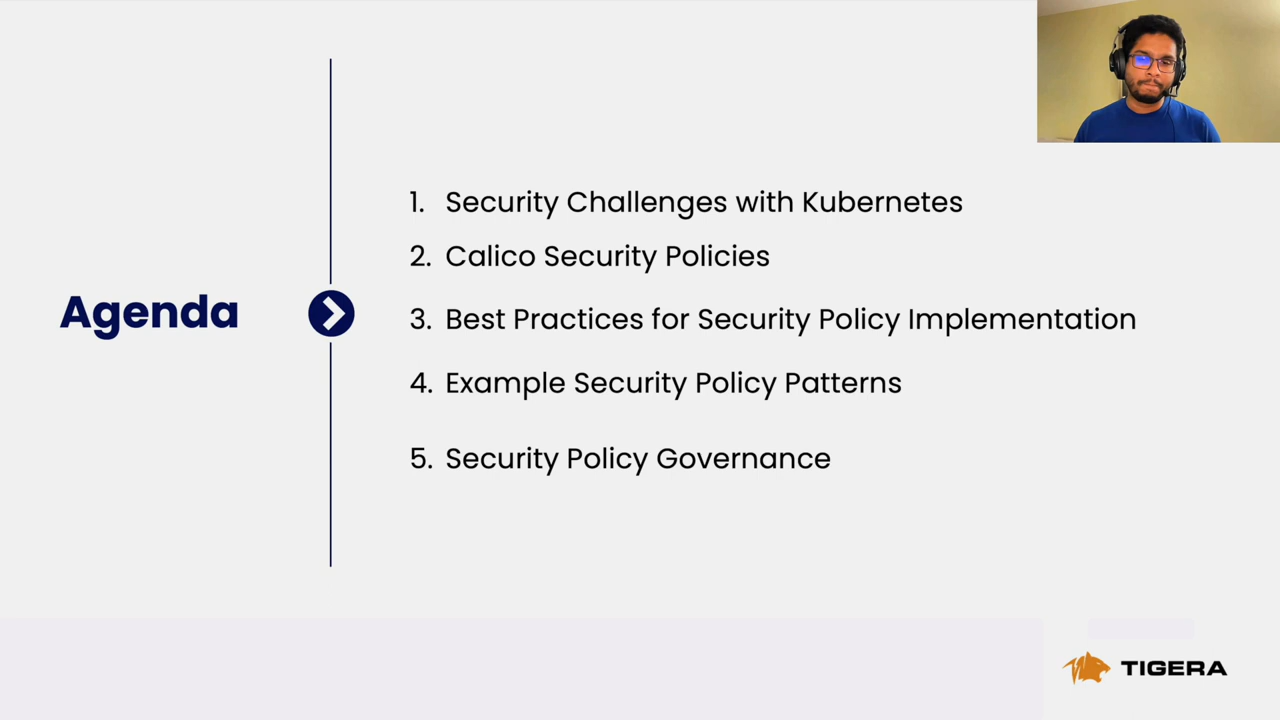 Agenda
1. Security Challenges with Kubernetes
2. Calico Security Policies
3. Best Practices for Security Policy Implementation
4. Example Security Policy Patterns
5. Security Policy Governance
TIGERA